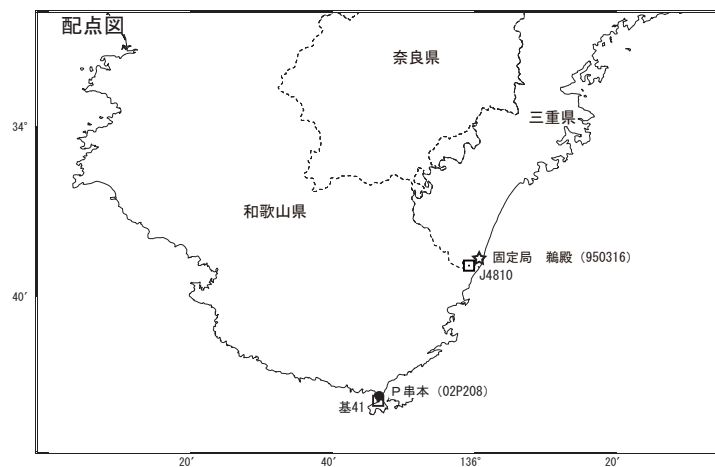 配点図
奈良県
34°
三重県
和歌山県
固定局 鵜殿（950316）
J4810
40′
Ｐ串本（02P208）
基41
20′
40′
136°
20′